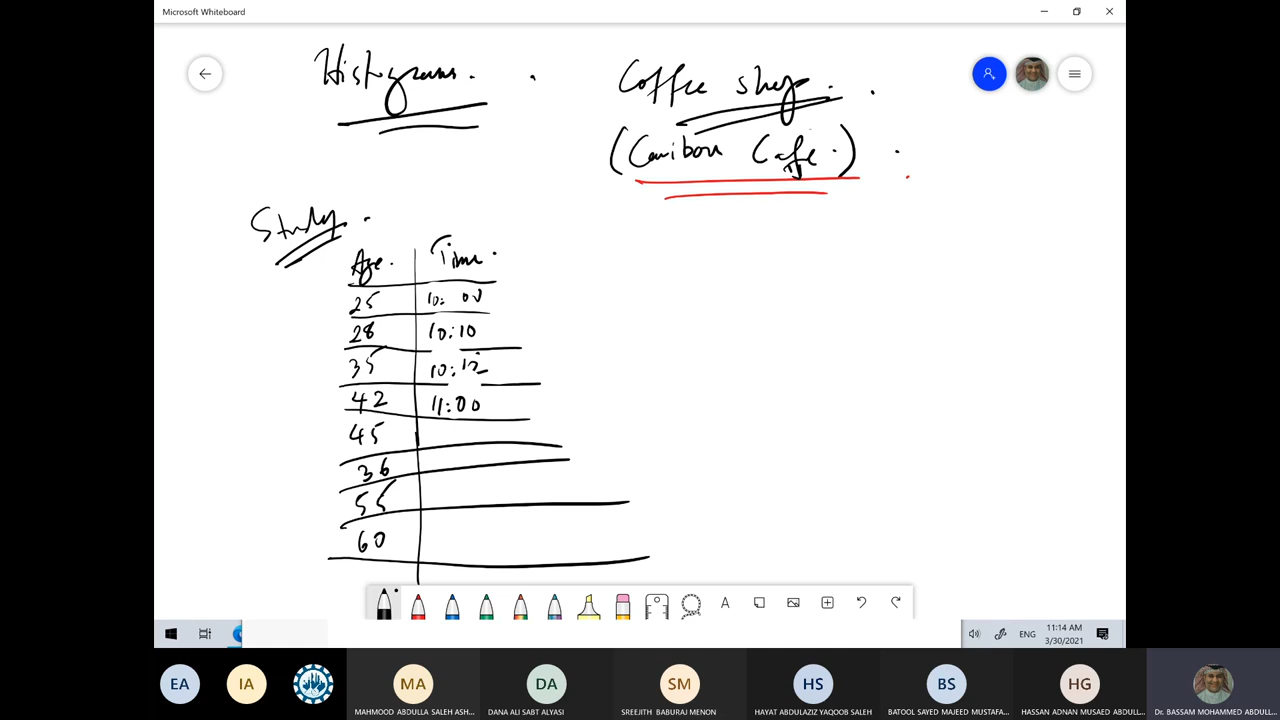 Microsoft Whiteboard
Histograms.
Coffee shop.
(Caribou Cafe.)
Study.
Age. Time.
25 10:00
28 10:10
35 10:12
42 11:00
45
36
55
60
ENG
11:14 AM
3/30/2021
EA
IA
MA
DA
SM
HS
BS
HG
MAHMOOD ABDULLA SALEH ASH...
DANA ALI SABT ALYASI
SREEJITH BABURAJ MENON
HAYAT ABDULAZIZ YAQOOB SALEH
BATOOL SAYED MAJEED MUSTAFA...
HASSAN ADNAN MUSAED ABDULL...
Dr. BASSAM MOHAMMED ABDULL...